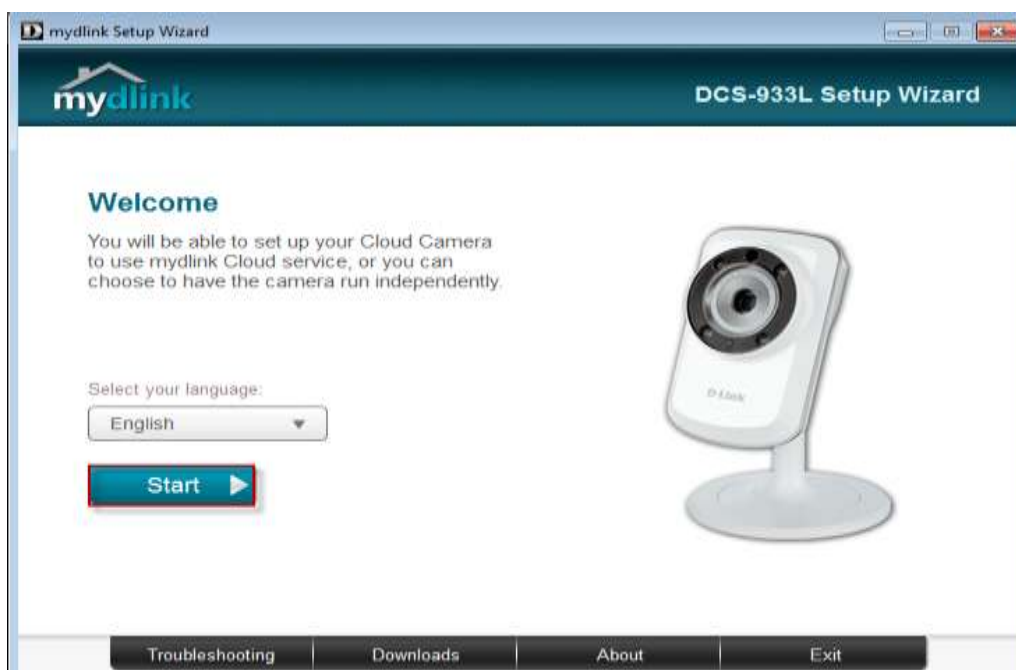 mydlink Setup Wizard
mydlink
DCS-933L Setup Wizard
Welcome
You will be able to set up your Cloud Camera
to use mydlink Cloud service, or you can
choose to have the camera run independently.
Select your language:
English
Start
D-Link
Troubleshooting
Downloads
About
Exit